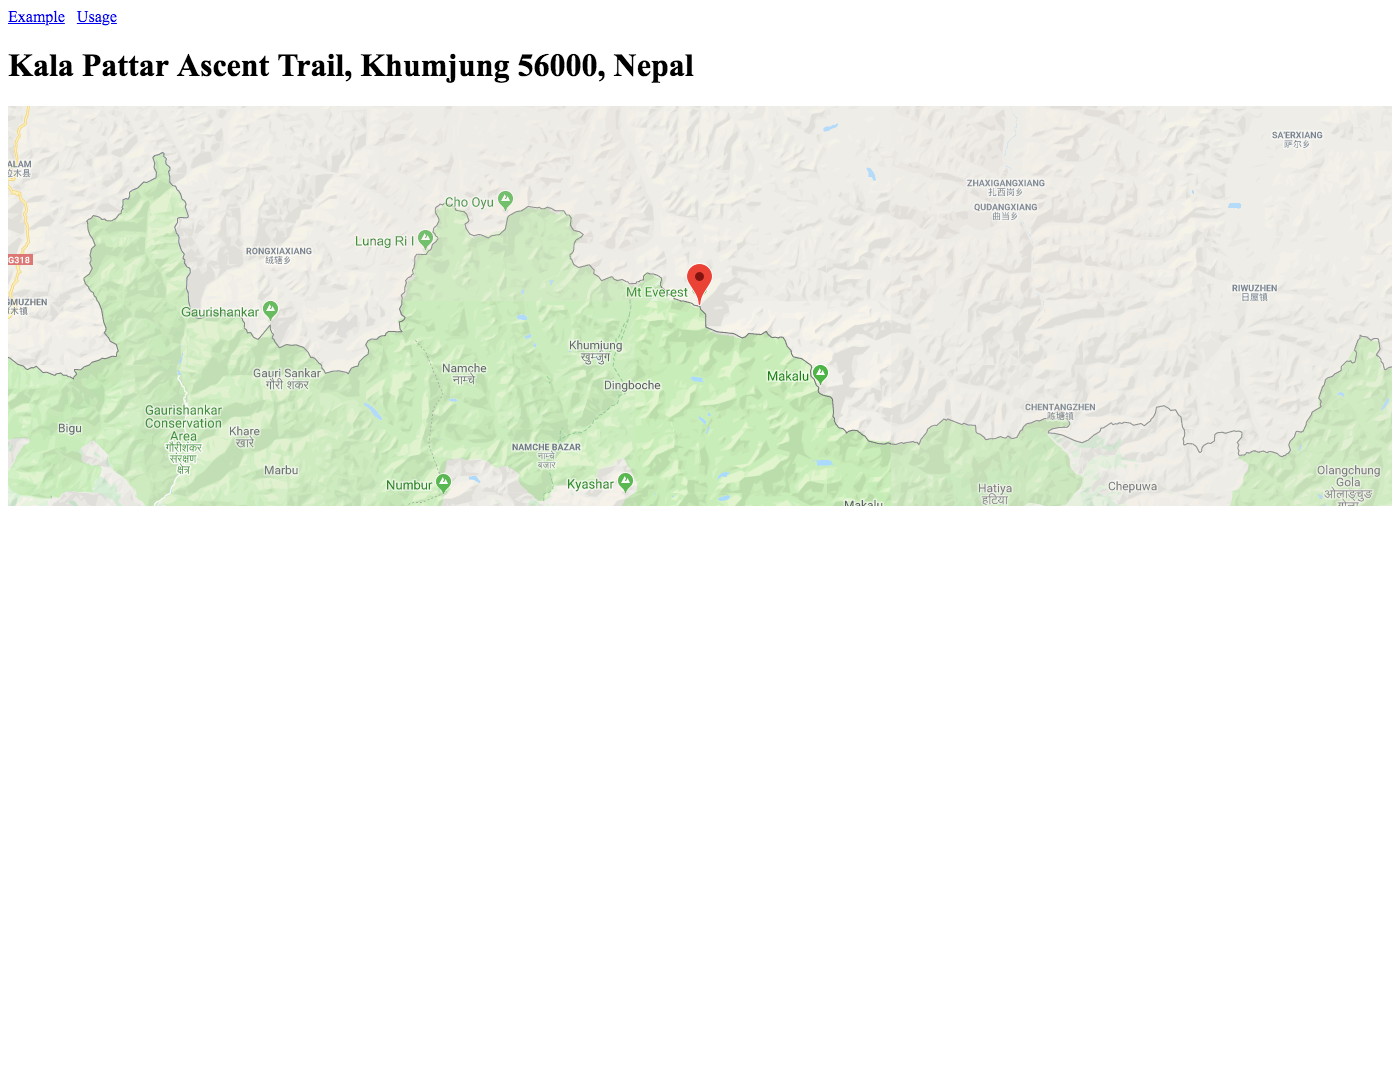 Example Usage
Kala Pattar Ascent Trail, Khumjung 56000, Nepal
SA'ERXIANG
萨尔乡
ALAM
拉木县
ZHAXIGANGXIANG
扎西岗乡
Cho Oyu
QUDANGXIANG
曲当乡
Lunag Ri I
RONGXIAXIANG
绒辖乡
G318
Mt Everest
RIWUZHEN
日屋镇
GMUZHEN
木镇
Gaurishankar
Khumjung
खुम्जुग
Namche
नाम्चे
Gauri Sankar
गौरी शंकर
Makalu
Dingboche
Gaurishankar
Conservation
Area
गौरीशंकर
संरक्षण
क्षेत्र
CHENTANGZHEN
陈塘镇
Bigu
Khare
खारे
NAMCHE BAZAR
नाम्चे
बजार
Marbu
Olangchung
Gola
ओलाङ्चुङ
Numbur
Kyashar
Hatiya
हटिया
Chepuwa
Makalu